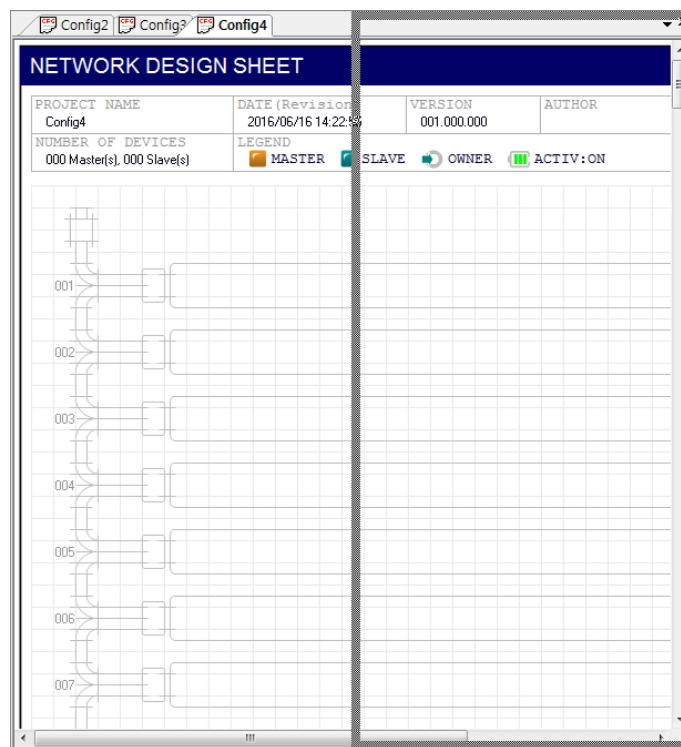 Config2 Config3 Config4
NETWORK DESIGN SHEET
PROJECT NAME DATE(Revision VERSION AUTHOR
Config4 2016/06/16 14:22: 001.000.000
NUMBER OF DEVICES LEGEND
000 Master(s), 000 Slave(s) MASTER SLAVE OWNER ACTIV:ON
001
002
003
004
005
006
007